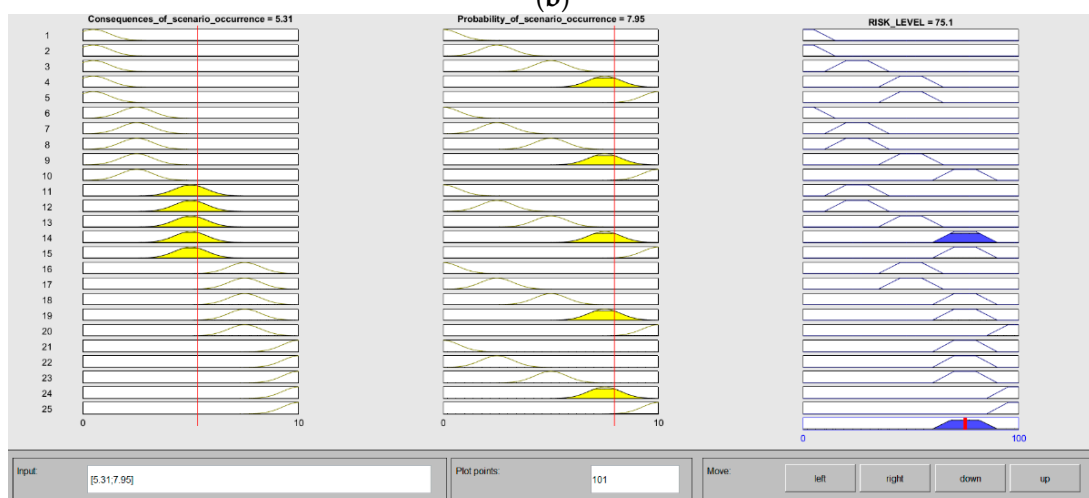 (b)
Consequences_of_scenario_occurrence = 5.31
Probability_of_scenario_occurrence = 7.95
RISK_LEVEL = 75.1
1
2
3
4
5
6
7
8
9
10
11
12
13
14
15
16
17
18
19
20
21
22
23
24
25
0 10
0 10
0 100
Input:
[5.31;7.95]
Plot points:
101
Move:
left
right
down
up